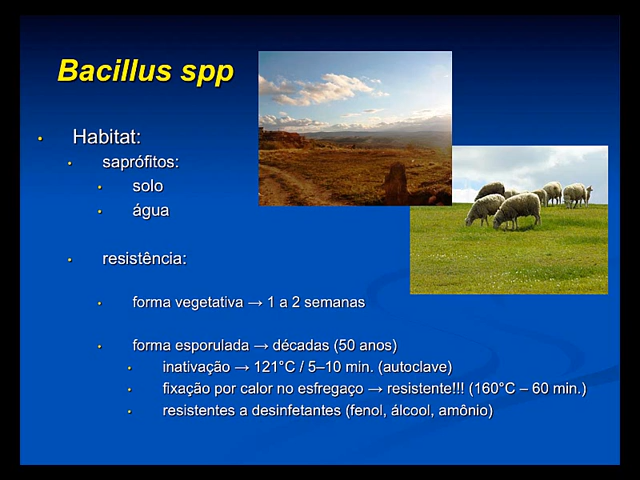 Bacillus spp
Habitat:
saprófitos:
solo
água
resistência:
forma vegetativa → 1 a 2 semanas
forma esporulada → décadas (50 anos)
inativação → 121°C / 5–10 min. (autoclave)
fixação por calor no esfregaço → resistente!!! (160°C – 60 min.)
resistentes a desinfetantes (fenol, álcool, amônio)